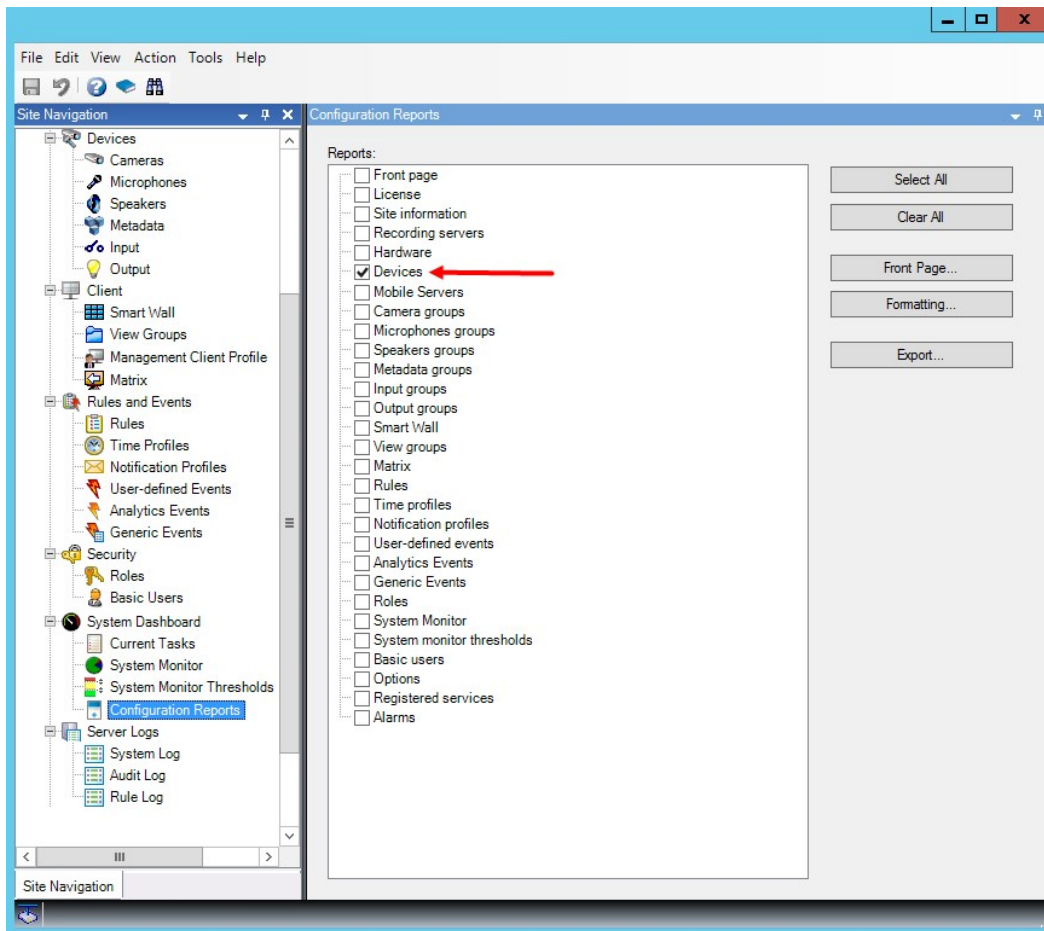 File Edit View Action Tools Help
Site Navigation
Devices
Cameras
Microphones
Speakers
Metadata
Input
Output
Client
Smart Wall
View Groups
Management Client Profile
Matrix
Rules and Events
Rules
Time Profiles
Notification Profiles
User-defined Events
Analytics Events
Generic Events
Security
Roles
Basic Users
System Dashboard
Current Tasks
System Monitor
System Monitor Thresholds
Configuration Reports
Server Logs
System Log
Audit Log
Rule Log
Site Navigation
Configuration Reports
Reports:
Front page
License
Site information
Recording servers
Hardware
Devices
Mobile Servers
Camera groups
Microphones groups
Speakers groups
Metadata groups
Input groups
Output groups
Smart Wall
View groups
Matrix
Rules
Time profiles
Notification profiles
User-defined events
Analytics Events
Generic Events
Roles
System Monitor
System monitor thresholds
Basic users
Options
Registered services
Alarms
Select All
Clear All
Front Page...
Formatting...
Export...